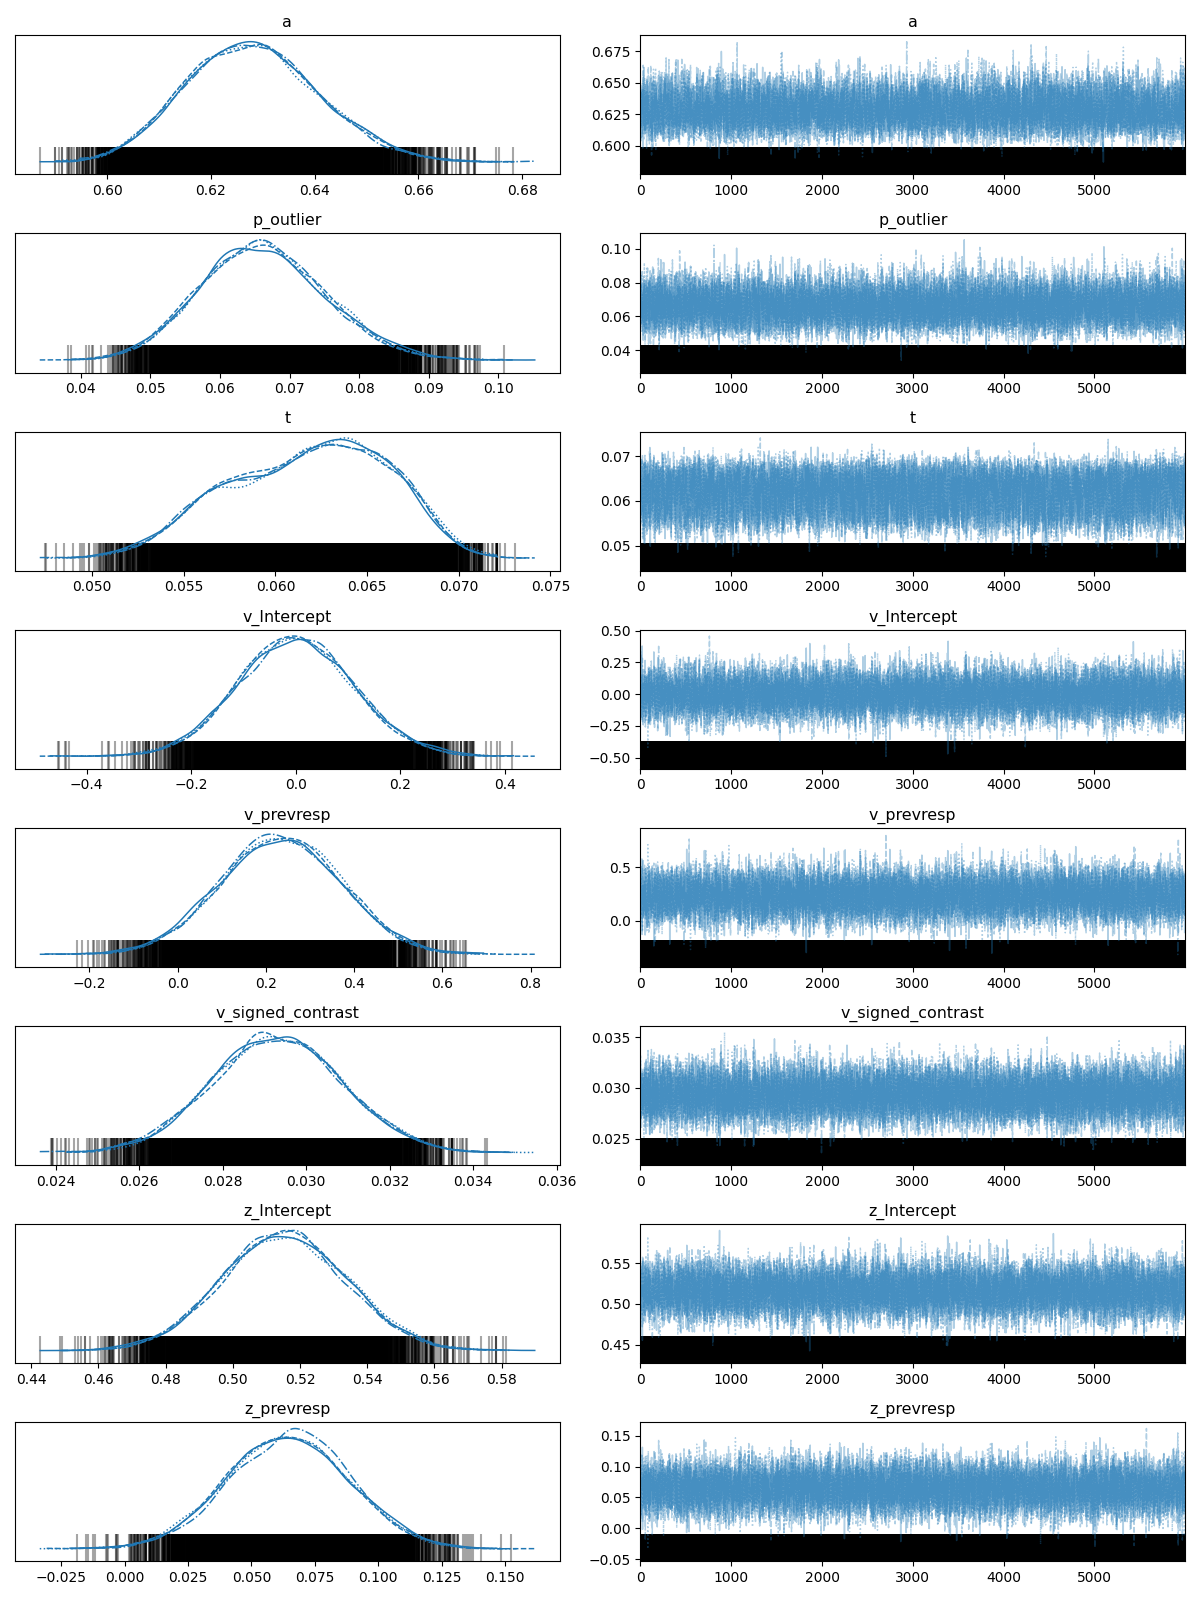 a a
0.60 0.62 0.64 0.66 0.68
0.675
0.650
0.625
0.600
0 1000 2000 3000 4000 5000
p_outlier p_outlier
0.04 0.05 0.06 0.07 0.08 0.09 0.10
0.10
0.08
0.06
0.04
0 1000 2000 3000 4000 5000
t t
0.050 0.055 0.060 0.065 0.070 0.075
0.07
0.06
0.05
0 1000 2000 3000 4000 5000
v_Intercept v_Intercept
−0.4 −0.2 0.0 0.2 0.4
0.50
0.25
0.00
−0.25
−0.50
0 1000 2000 3000 4000 5000
v_prevresp v_prevresp
−0.2 0.0 0.2 0.4 0.6 0.8
0.5
0.0
0 1000 2000 3000 4000 5000
v_signed_contrast v_signed_contrast
0.024 0.026 0.028 0.030 0.032 0.034 0.036
0.035
0.030
0.025
0 1000 2000 3000 4000 5000
z_Intercept z_Intercept
0.44 0.46 0.48 0.50 0.52 0.54 0.56 0.58
0.55
0.50
0.45
0 1000 2000 3000 4000 5000
z_prevresp z_prevresp
−0.025 0.000 0.025 0.050 0.075 0.100 0.125 0.150
0.15
0.10
0.05
0.00
−0.05
0 1000 2000 3000 4000 5000